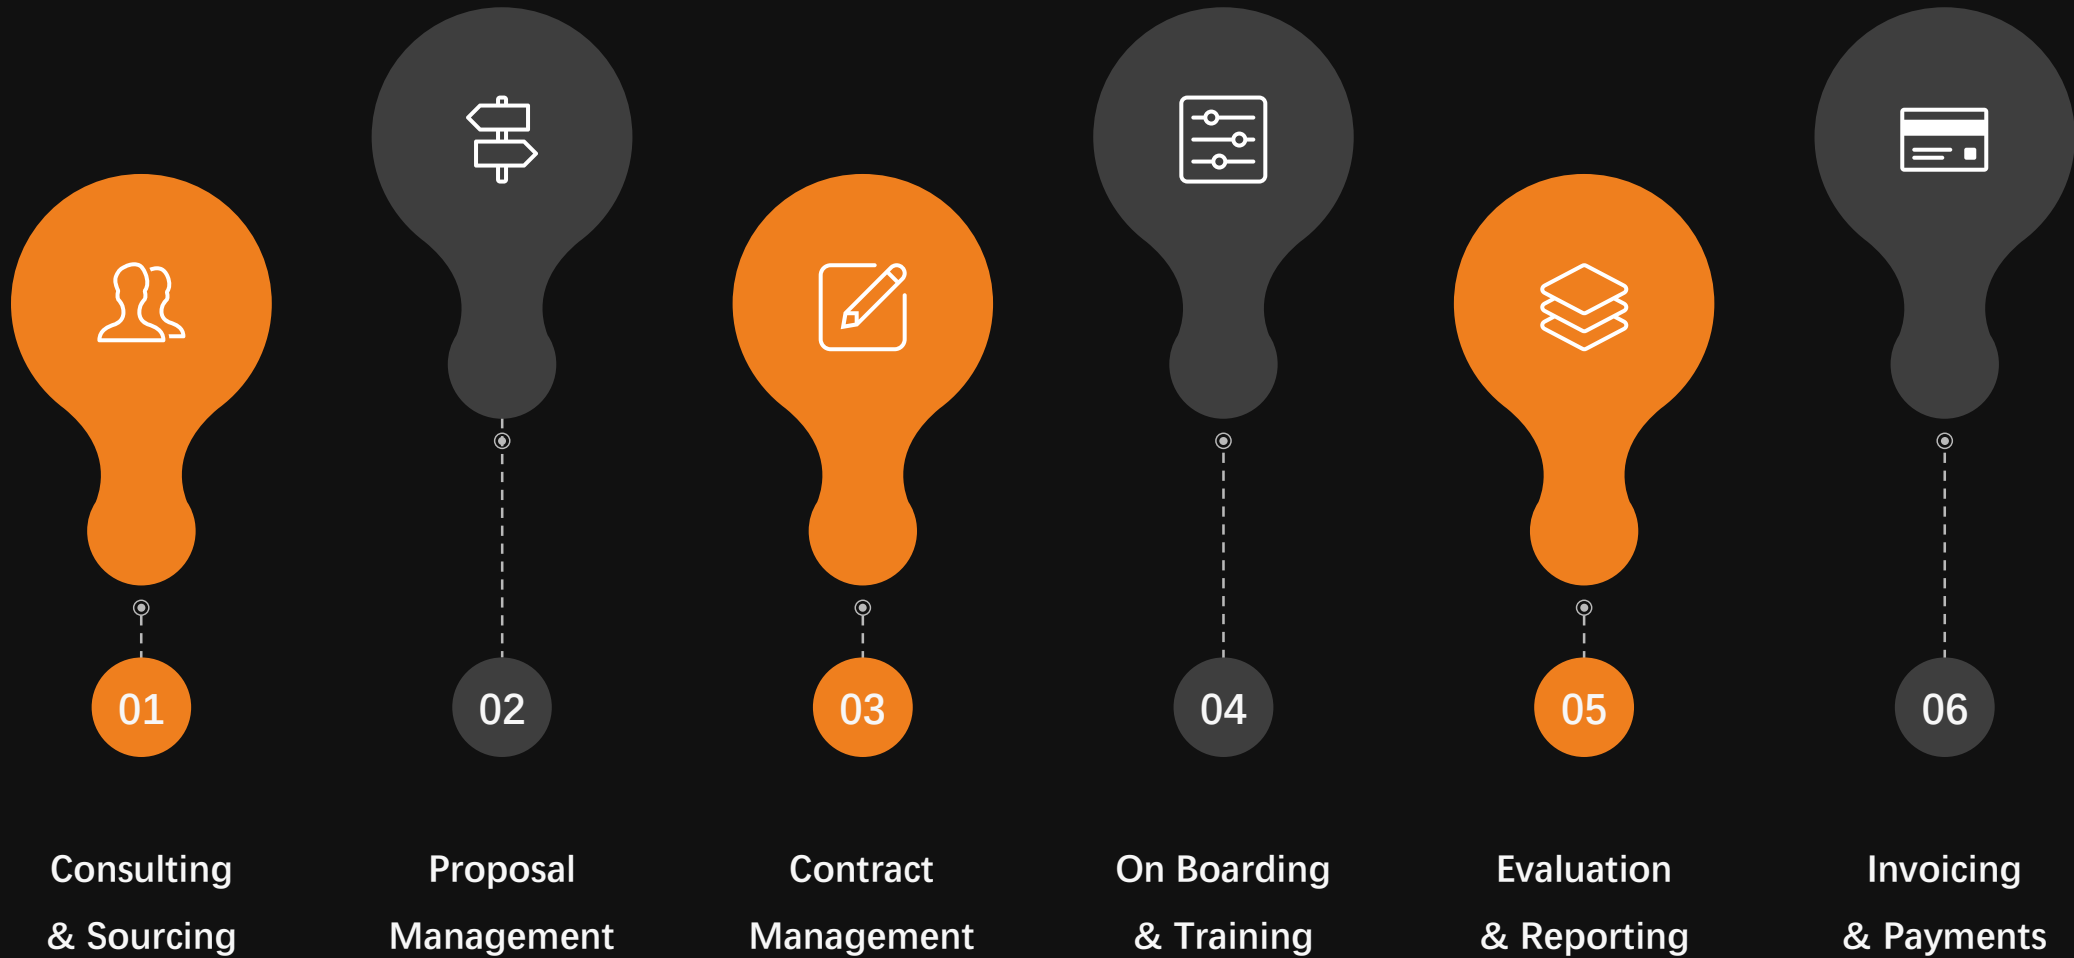 01
02
03
04
05
06
Consulting
& Sourcing
Proposal
Management
Contract
Management
On Boarding
& Training
Evaluation
& Reporting
Invoicing
& Payments